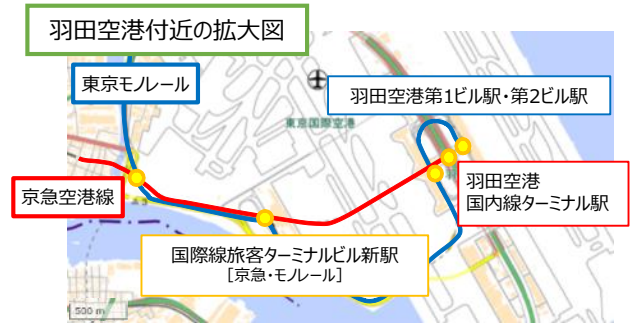 羽田空港付近の拡大図
東京モノレール
羽田空港第1ビル駅・第2ビル駅
東京国際空港
京急空港線
羽田空港
国内線ターミナル駅
国際線旅客ターミナルビル新駅
[京急・モノレール]
500 m